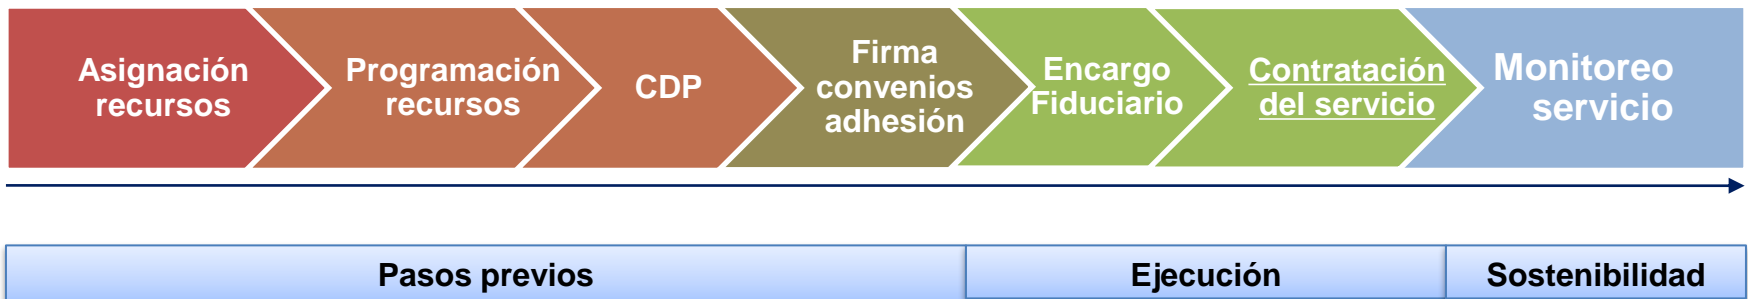 Asignación
recursos
Programación
recursos
CDP
Firma
convenios
adhesión
Encargo
Fiduciario
Contratación
del servicio
Monitoreo
servicio
Pasos previos
Ejecución
Sostenibilidad